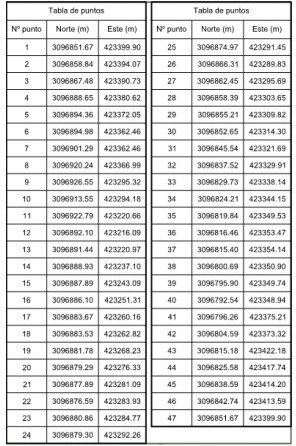 Tabla de puntos
Nº punto Norte (m) Este (m)
1 3096851.67 423399.90
2 3096858.84 423394.07
3 3096867.48 423390.73
4 3096888.65 423380.62
5 3096894.36 423372.05
6 3096894.98 423362.46
7 3096901.29 423362.46
8 3096920.24 423366.99
9 3096926.55 423295.32
10 3096913.55 423294.18
11 3096922.79 423220.66
12 3096892.10 423216.09
13 3096891.44 423220.97
14 3096888.93 423237.10
15 3096887.89 423243.09
16 3096886.10 423251.31
17 3096883.67 423260.16
18 3096883.53 423262.82
19 3096881.78 423268.23
20 3096879.29 423276.33
21 3096877.89 423281.09
22 3096876.59 423283.93
23 3096880.86 423284.77
24 3096879.30 423292.26
Tabla de puntos
Nº punto Norte (m) Este (m)
25 3096874.97 423291.45
26 3096866.31 423289.83
27 3096862.45 423295.69
28 3096858.39 423303.65
29 3096855.21 423309.82
30 3096852.65 423314.30
31 3096845.54 423321.69
32 3096837.52 423329.91
33 3096829.73 423338.14
34 3096824.21 423344.15
35 3096819.84 423349.53
36 3096816.46 423353.47
37 3096815.40 423354.14
38 3096800.69 423350.90
39 3096795.90 423349.74
40 3096792.54 423348.94
41 3096796.26 423375.21
42 3096804.59 423373.32
43 3096815.18 423422.18
44 3096825.58 423417.74
45 3096838.59 423414.20
46 3096842.74 423413.59
47 3096851.67 423399.90